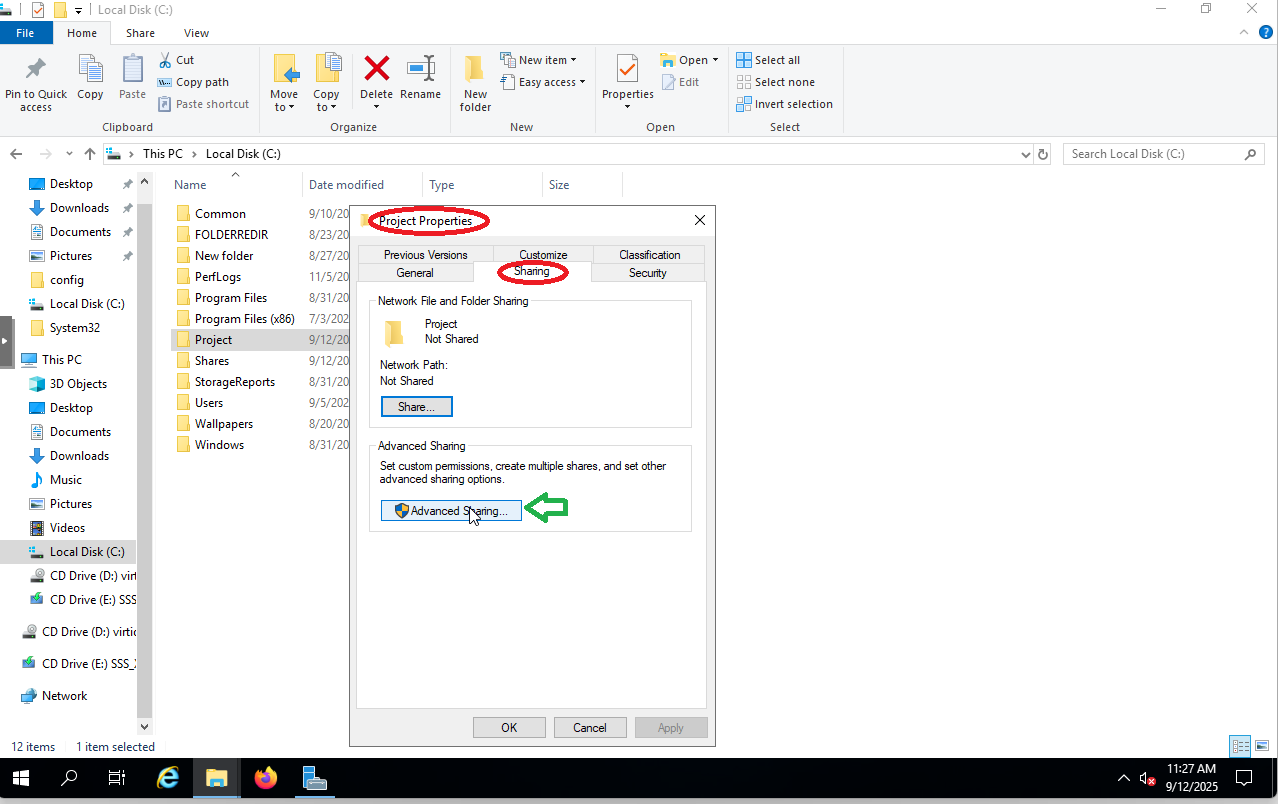 Local Disk (C:)
File Home Share View
Pin to Quick access
Copy
Paste
Cut
Copy path
Paste shortcut
Clipboard
Move to
Copy to
Delete
Rename
Organize
New folder
New item
Easy access
New
Properties
Open
Edit
Open
Select all
Select none
Invert selection
Select
This PC Local Disk (C:)
Search Local Disk (C:)
Desktop
Downloads
Documents
Pictures
config
Local Disk (C:)
System32
This PC
3D Objects
Desktop
Documents
Downloads
Music
Pictures
Videos
Local Disk (C:)
CD Drive (D:) virt
CD Drive (E:) SSS
CD Drive (D:) virtic
CD Drive (E:) SSS_
Network
Name Date modified Type Size
Common 9/10/20
FOLDERREDIR 8/23/20
New folder 8/27/20
PerfLogs 11/5/20
Program Files 8/31/20
Program Files (x86) 7/3/202
Project 9/12/20
Shares 9/12/20
StorageReports 8/31/20
Users 9/5/202
Wallpapers 8/20/20
Windows 8/31/20
Project Properties
Previous Versions Customize Classification
General Sharing Security
Network File and Folder Sharing
Project
Not Shared
Network Path:
Not Shared
Share...
Advanced Sharing
Set custom permissions, create multiple shares, and set other
advanced sharing options.
Advanced Sharing...
OK Cancel Apply
12 items 1 item selected
11:27 AM
9/12/2025